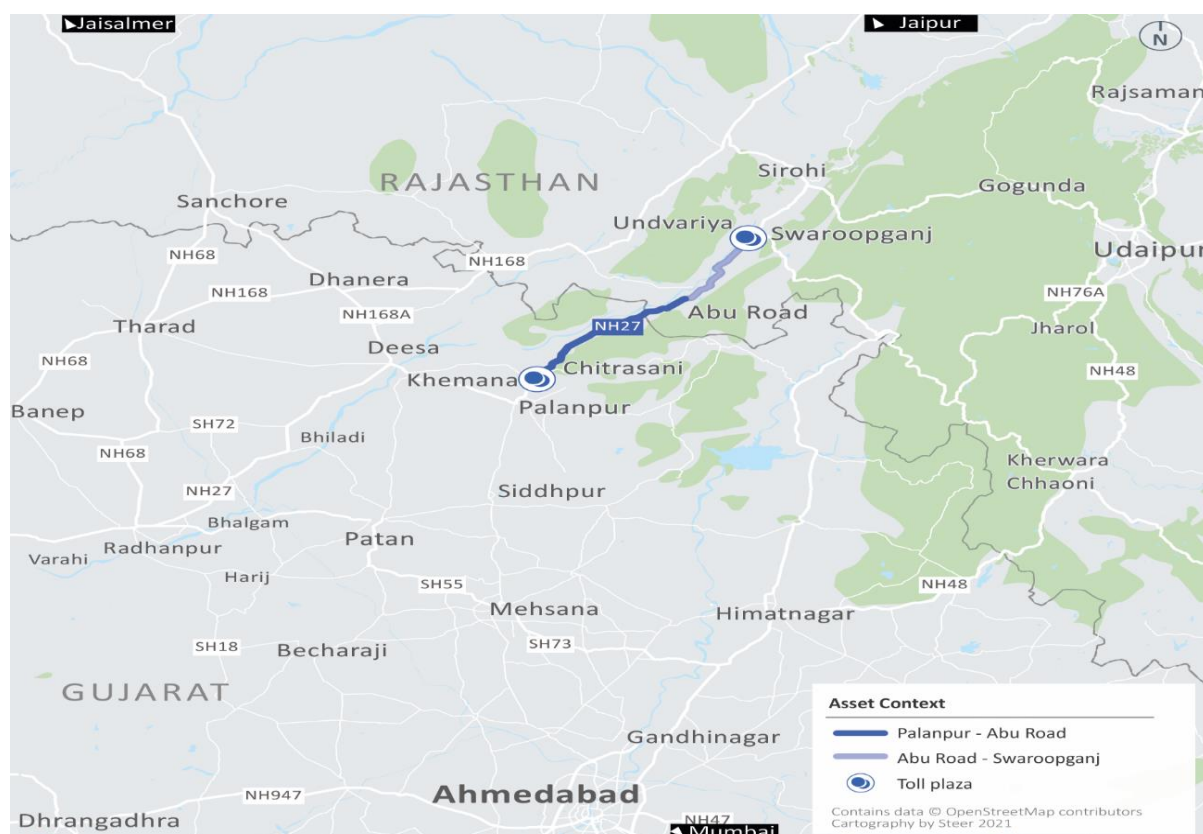 Jaisalmer
Jaipur
N
Rajsaman
Sirohi
RAJASTHAN
Gogunda
Sanchore
Undvariya
Swaroopganj
Udaipur
NH68
NH168
Dhanera
NH168
NH76A
NH168A
Abu Road
Tharad
NH27
Jharol
Deesa
NH68
Chitrasani
NH48
Khemana
Banep
Palanpur
SH72
Bhiladi
NH68
Kherwara
Chhaoni
NH27
Siddhpur
Bhalgam
Patan
Radhanpur
Varahi
Harij
SH55
NH48
Mehsana
Himatnagar
SH18
Becharaji
SH73
GUJARAT
Asset Context
Palanpur - Abu Road
Abu Road - Swaroopganj
Toll plaza
Contains data © OpenStreetMap contributors
Cartography by Steer 2021
Gandhinagar
NH947
Ahmedabad
Dhrangadhra
NH47
Mumbai